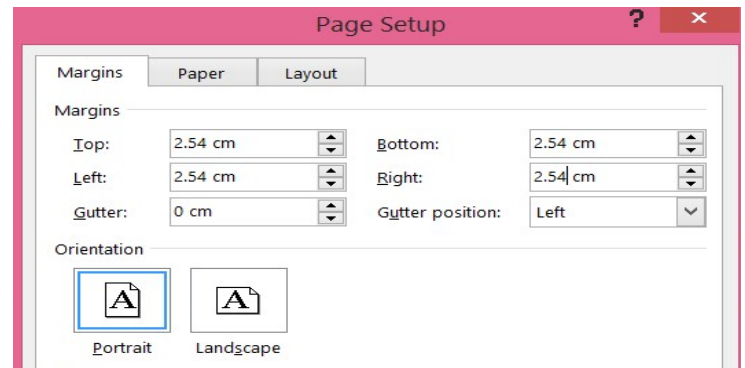 Page Setup ? ×
Margins Paper Layout
Margins
Top: 2.54 cm Bottom: 2.54 cm
Left: 2.54 cm Right: 2.54 cm
Gutter: 0 cm Gutter position: Left
Orientation
A A
Portrait Landscape